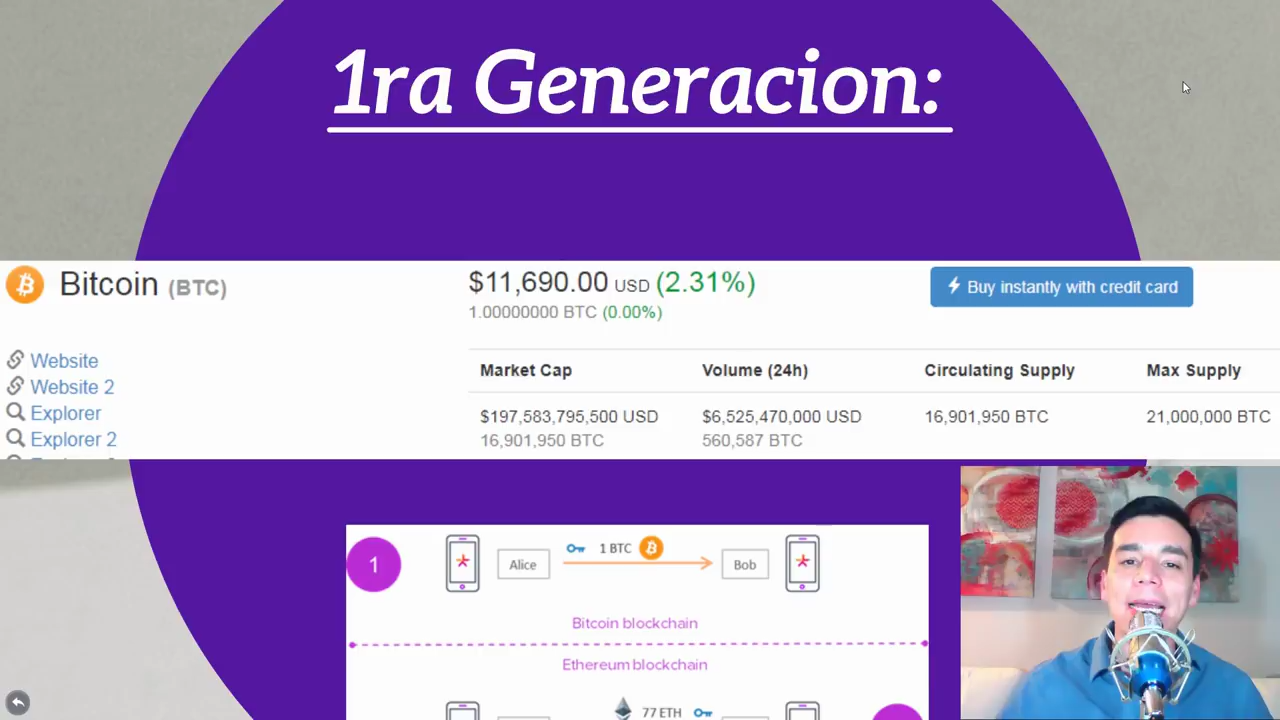 1ra Generacion:
Bitcoin (BTC)
$11,690.00 USD (2.31%)
1.00000000 BTC (0.00%)
Buy instantly with credit card
Website
Website 2
Explorer
Explorer 2
Market Cap Volume (24h) Circulating Supply Max Supply
$197,583,795,500 USD $6,525,470,000 USD 16,901,950 BTC 21,000,000 BTC
16,901,950 BTC 560,587 BTC
1
Alice 1 BTC Bob
Bitcoin blockchain
Ethereum blockchain
77 ETH